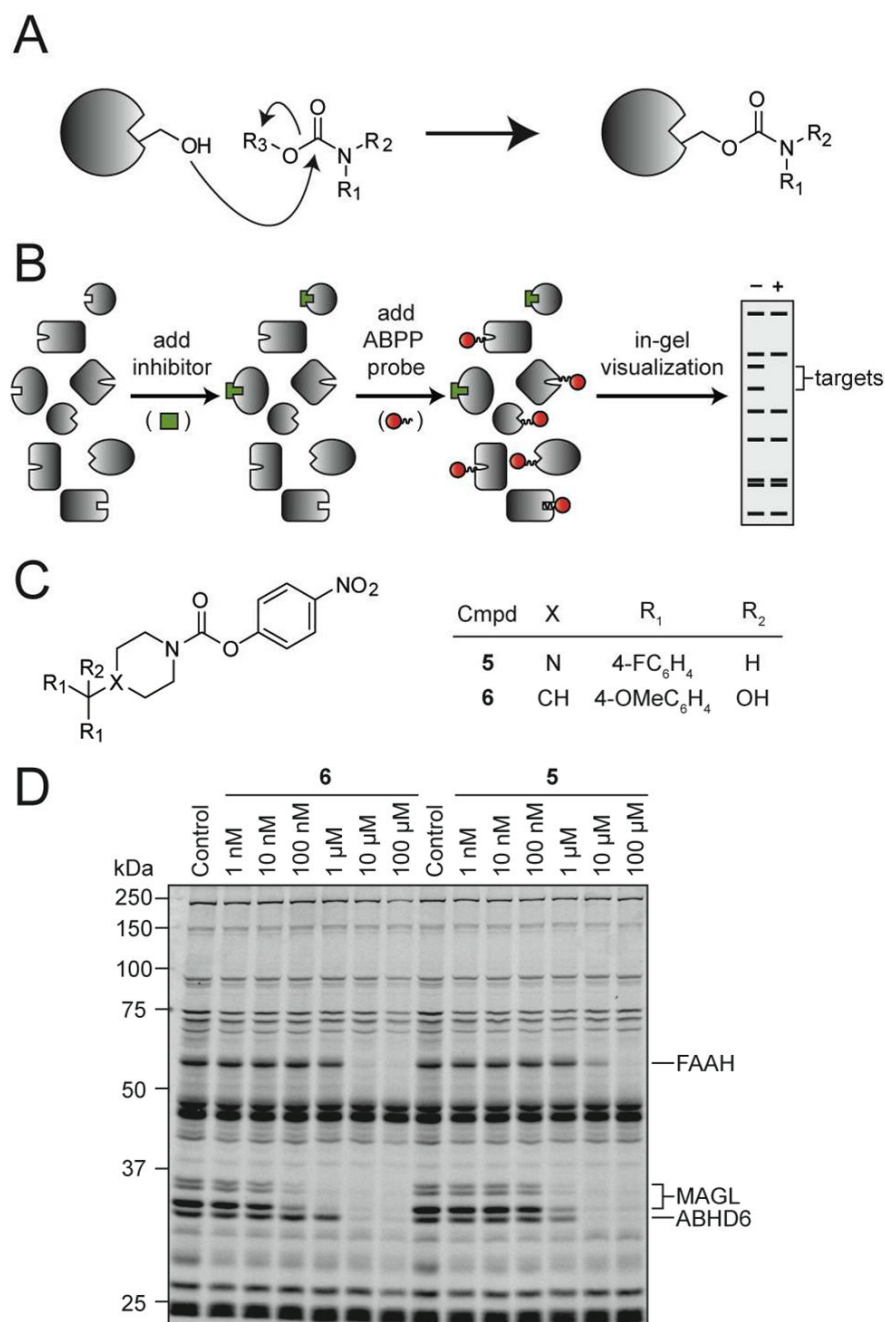 A
OH
R3
O
O
N
R2
R1
O
O
N
R2
R1
B
add
inhibitor
( )
add
ABPP
probe
( )
in-gel
visualization
– +
targets
C
O
N
O
NO2
R1
R2
X
R1
Cmpd X R1 R2
5 N 4-FC6H4 H
6 CH 4-OMeC6H4 OH
D
6 5
Control 1 nM 10 nM 100 nM 1 µM 10 µM 100 µM Control 1 nM 10 nM 100 nM 1 µM 10 µM 100 µM
kDa
250
150
100
75
FAAH
50
37
MAGL
ABHD6
25